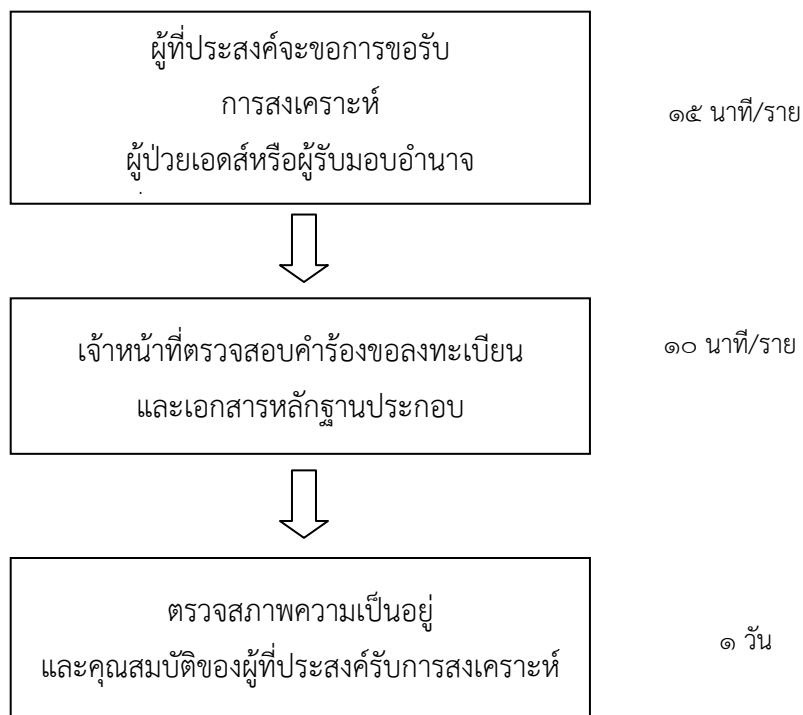 ผู้ที่ประสงค์จะขอการขอรับ
การสงเคราะห์
ผู้ป่วยเอดส์หรือผู้รับมอบอำนาจ
๑๕ นาที/ราย
เจ้าหน้าที่ตรวจสอบคำร้องขอลงทะเบียน
และเอกสารหลักฐานประกอบ
๑๐ นาที/ราย
ตรวจสภาพความเป็นอยู่
และคุณสมบัติของผู้ที่ประสงค์รับการสงเคราะห์
๑ วัน